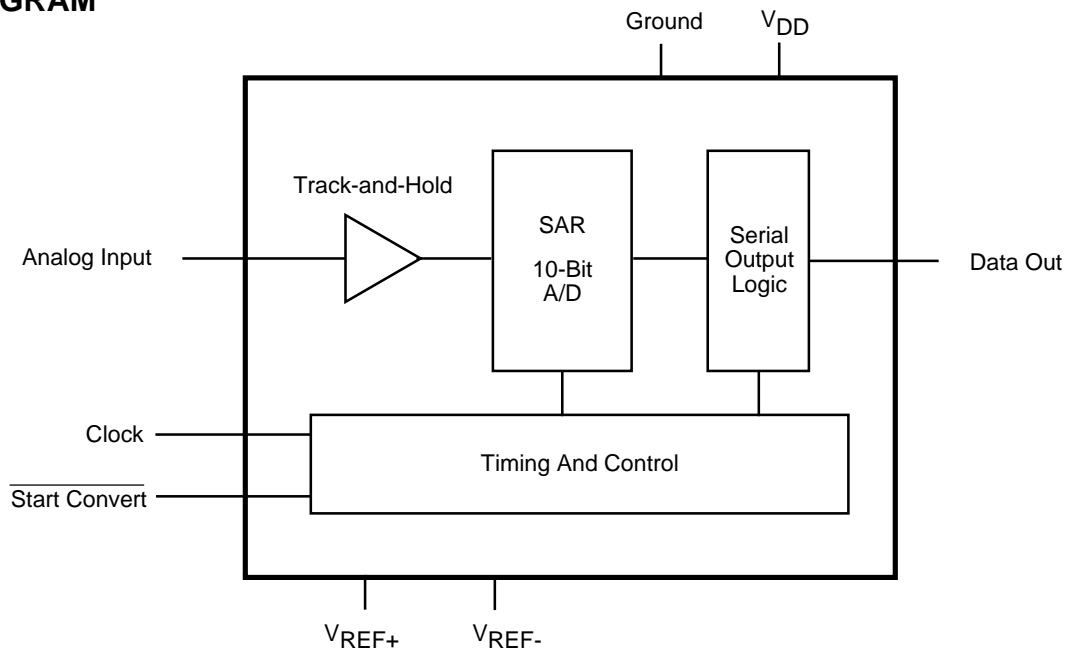 GRAM
Ground
VDD
Track-and-Hold
SAR
10-Bit
A/D
Serial
Output
Logic
Analog Input
Data Out
Clock
Timing And Control
Start Convert
VREF+
VREF-